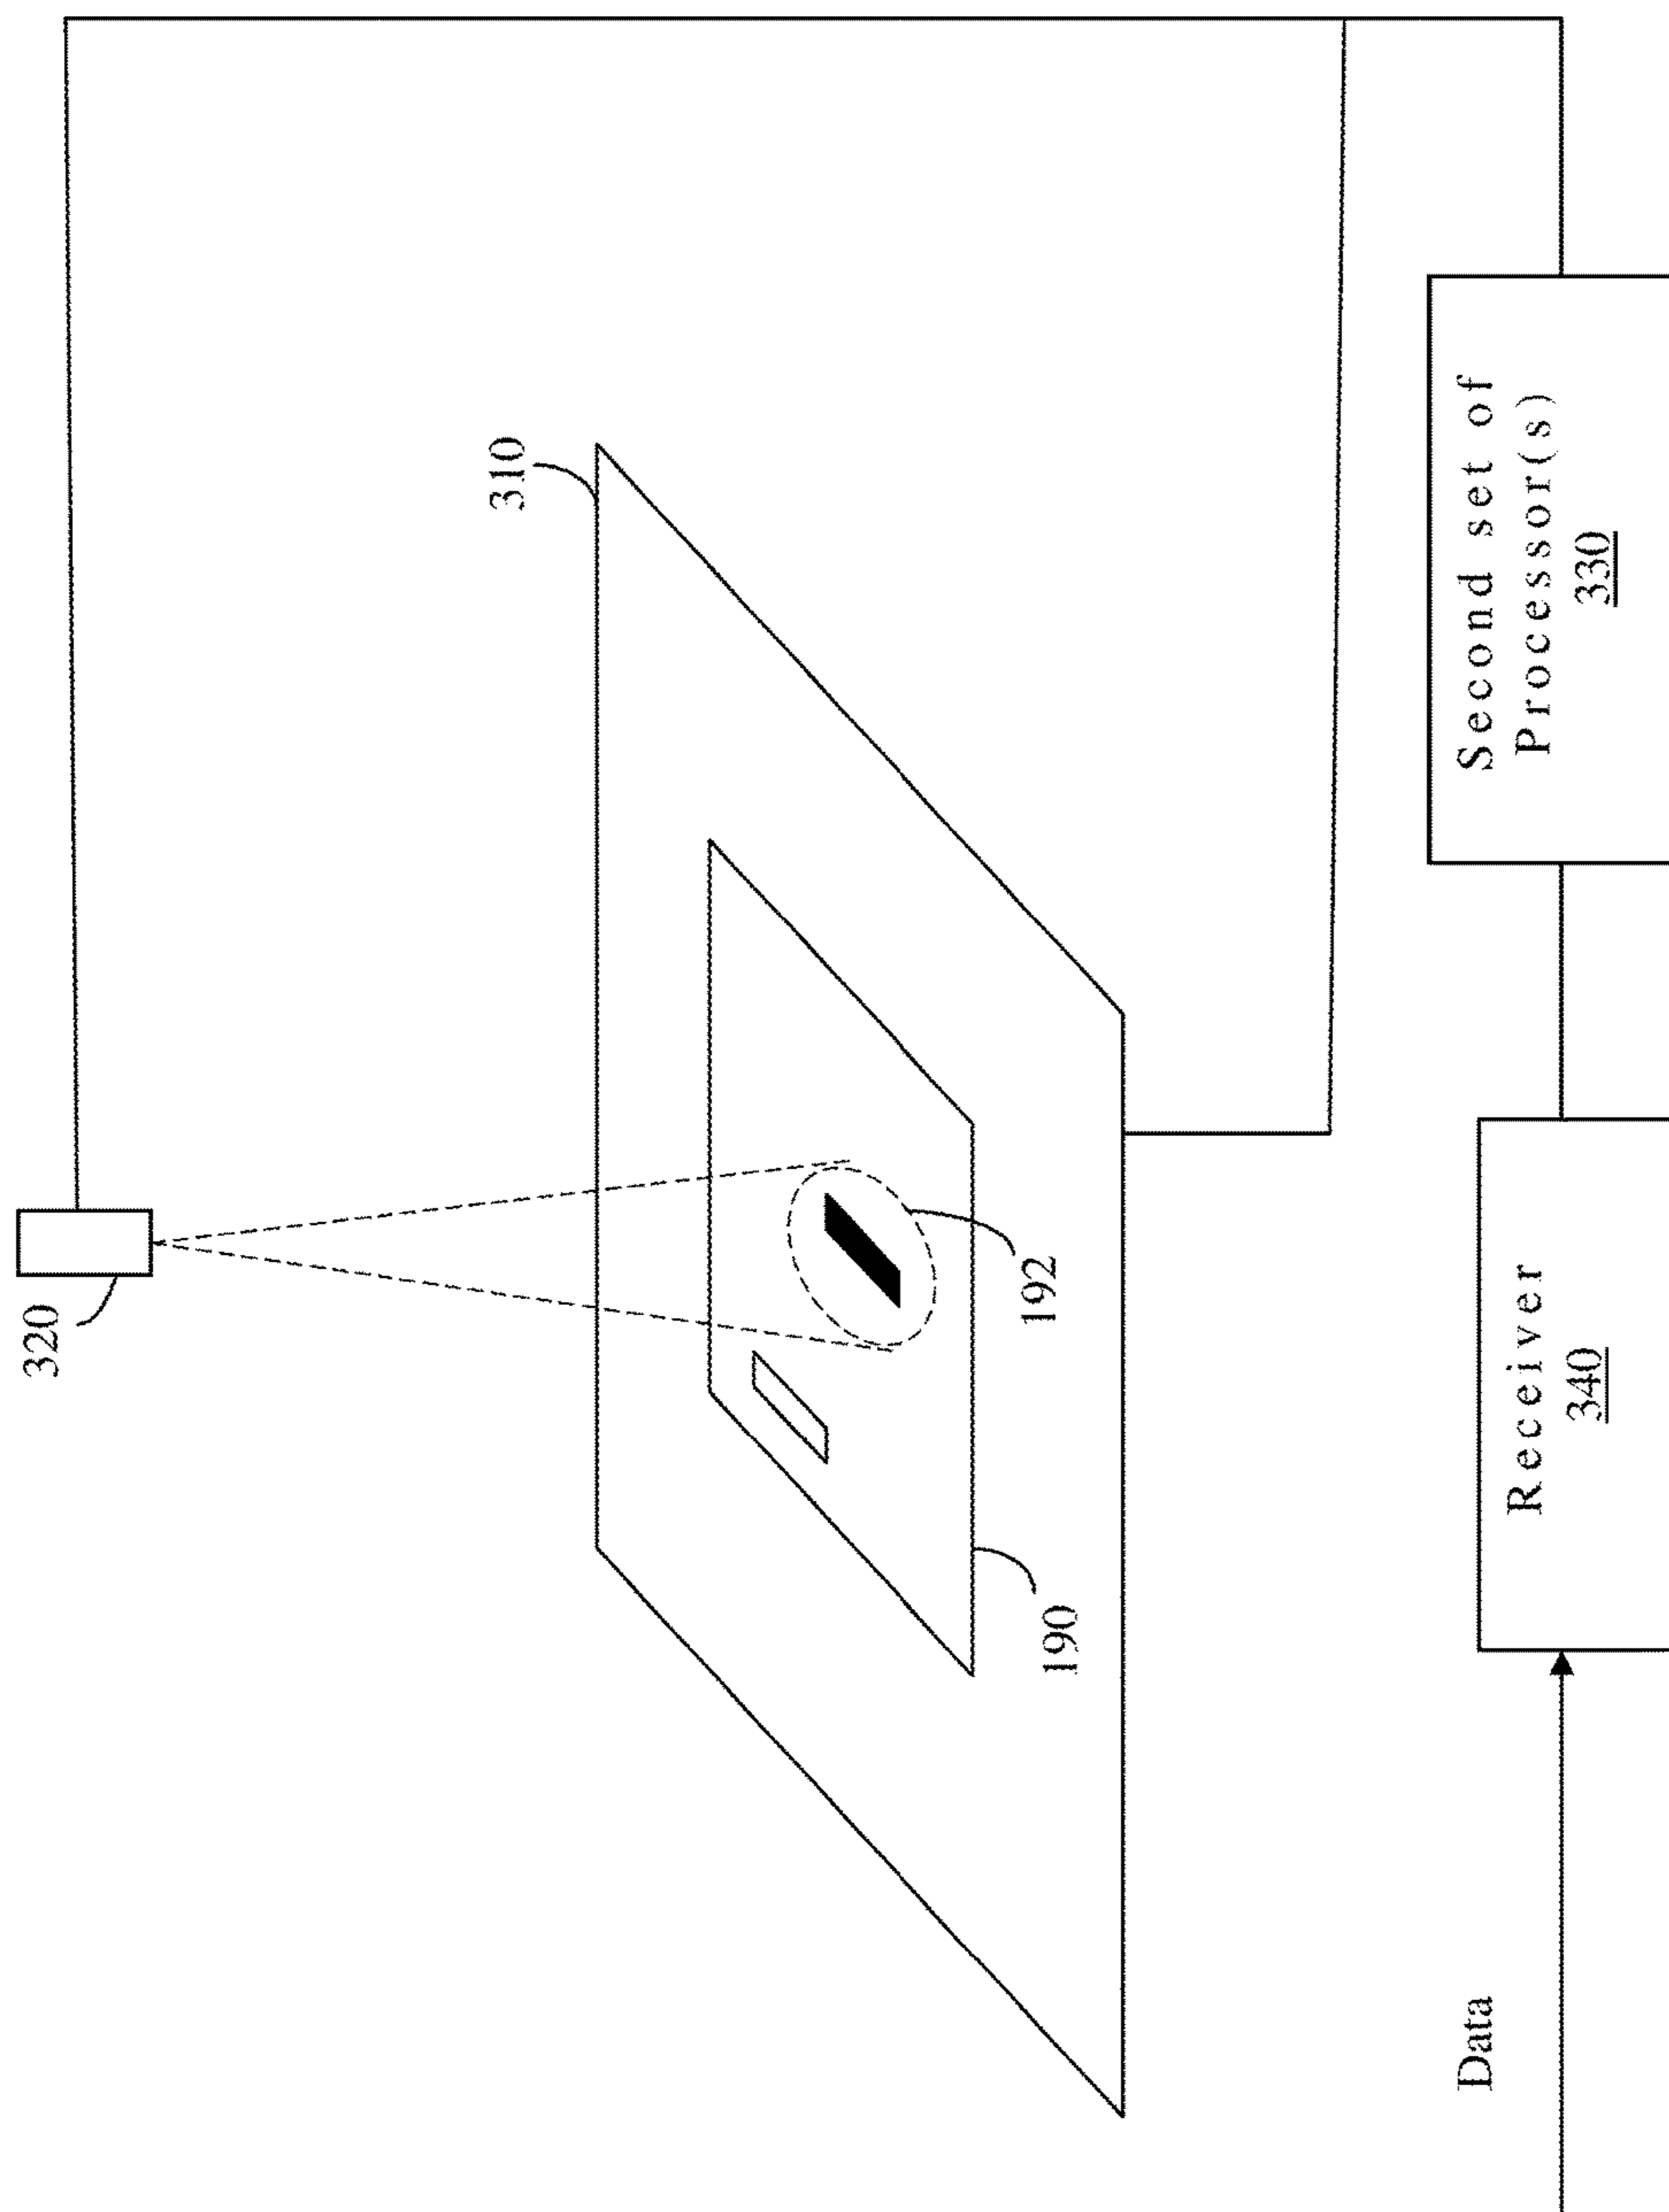 320
310
192
190
Data
Receiver
340
Second set of
Processor(s)
330